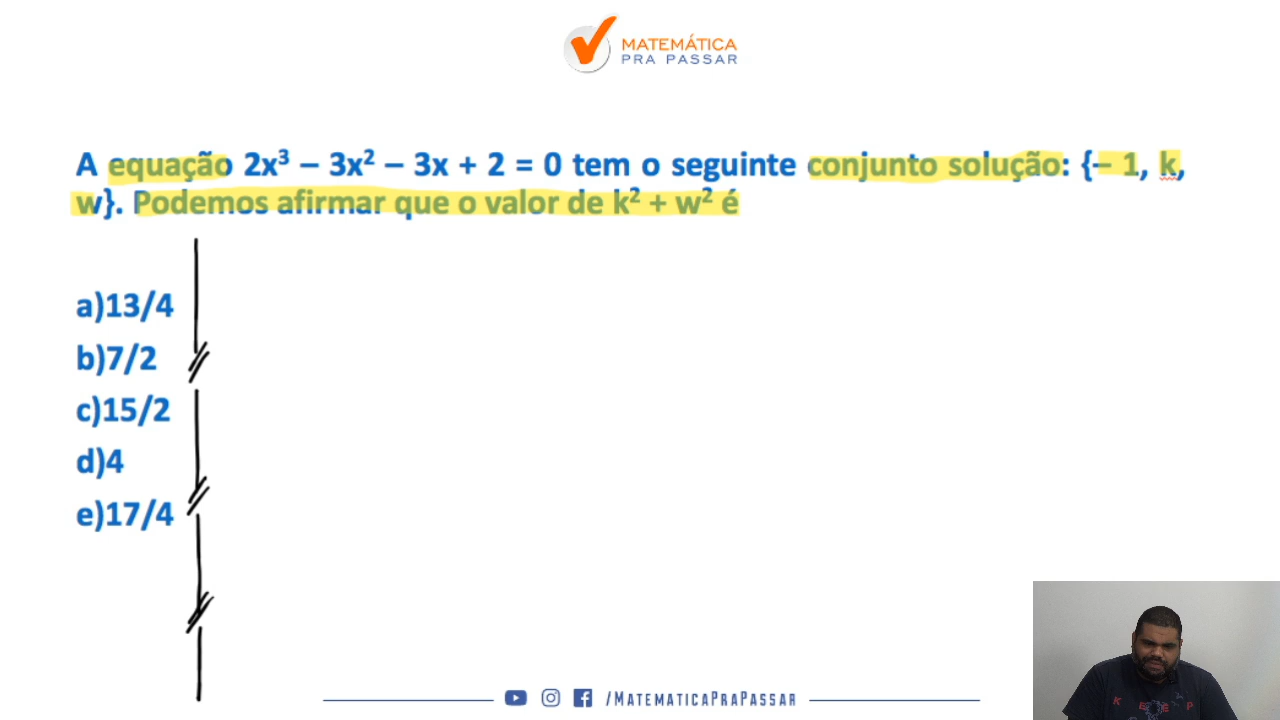 MATEMÁTICA
PRA PASSAR
A equação 2x³ – 3x² – 3x + 2 = 0 tem o seguinte conjunto solução: {– 1, k,
w}. Podemos afirmar que o valor de k² + w² é
a)13/4
b)7/2
c)15/2
d)4
e)17/4
/MATEMATICAPRAPASSAR